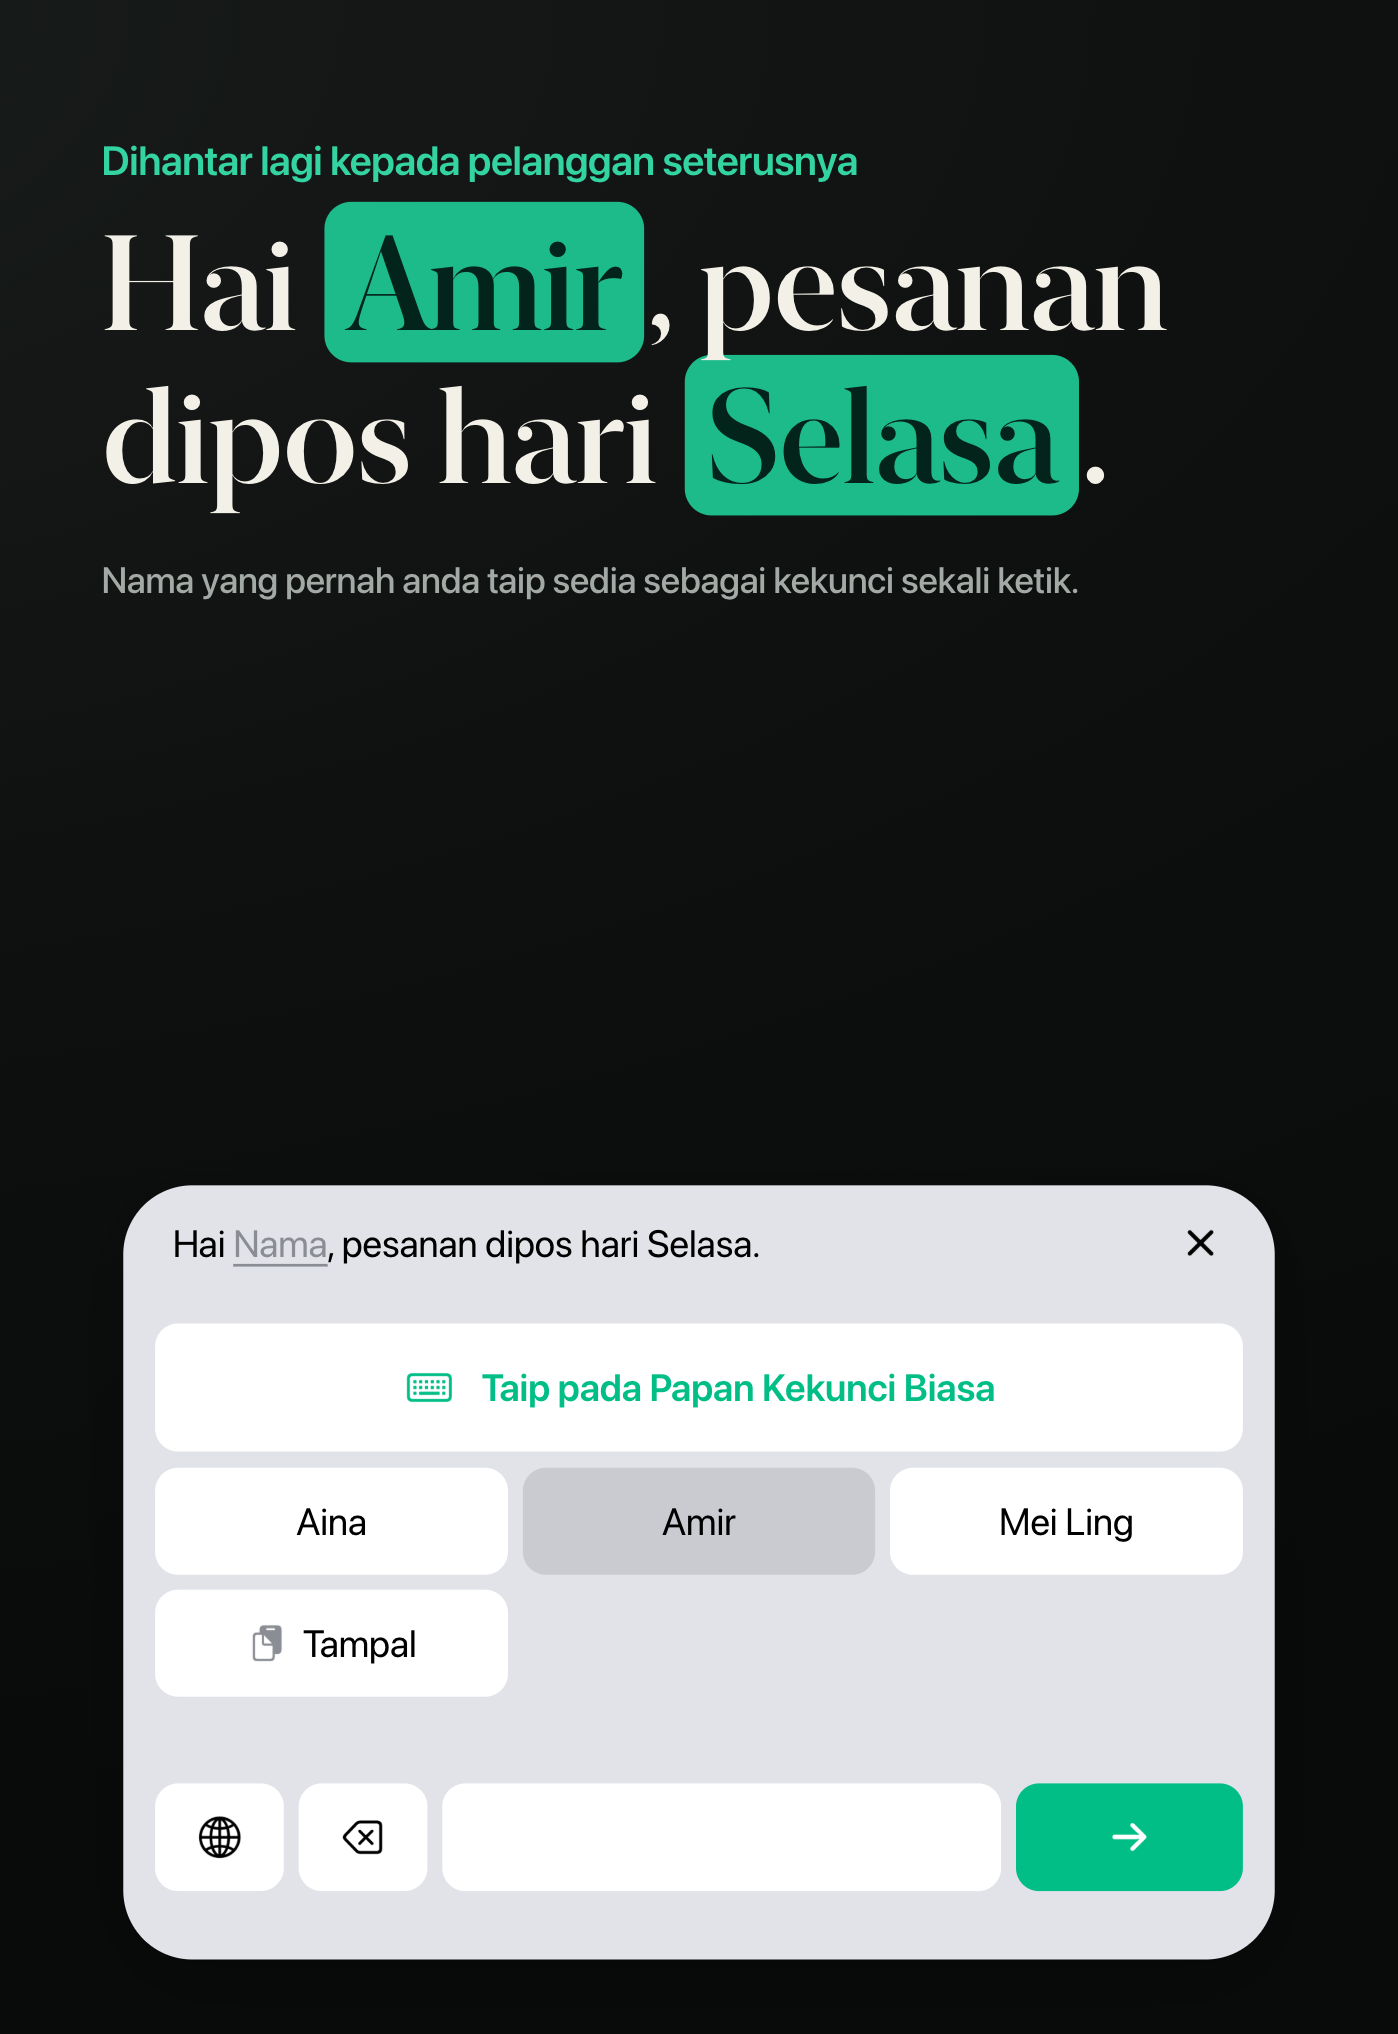 Dihantar lagi kepada pelanggan seterusnya
Hai Amir, pesanan
dipos hari Selasa.
Nama yang pernah anda taip sedia sebagai kekunci sekali ketik.
Hai Nama, pesanan dipos hari Selasa.
Taip pada Papan Kekunci Biasa
Aina
Amir
Mei Ling
Tampal